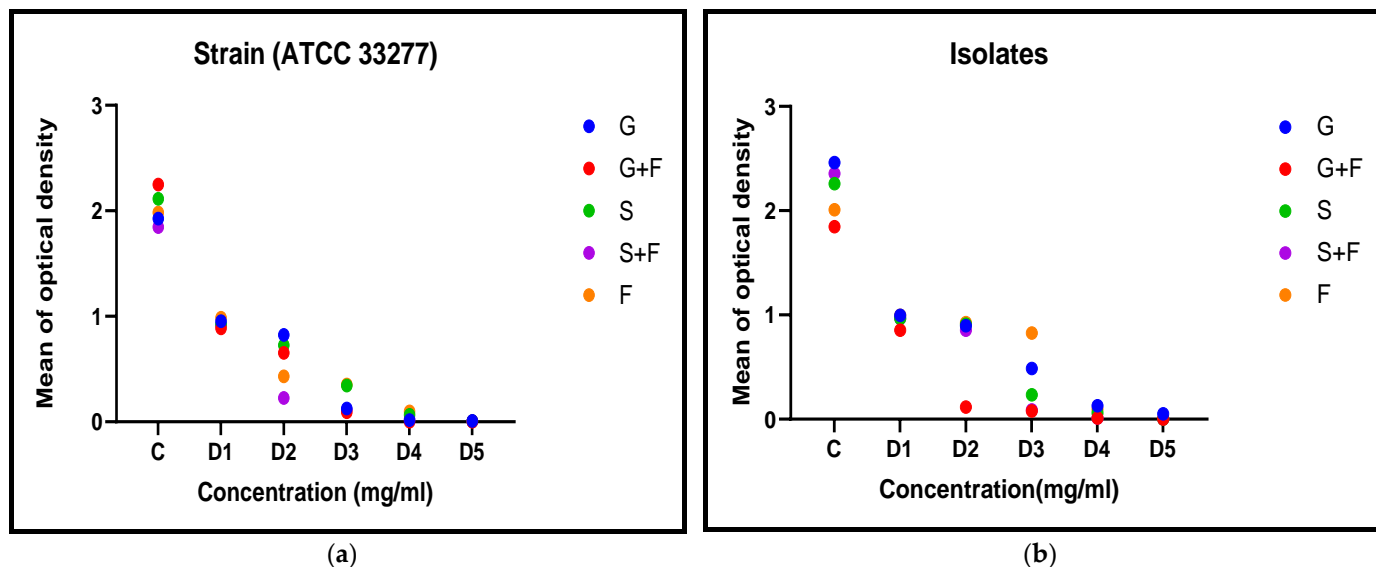 Strain (ATCC 33277)
Mean of optical density
3
2
1
0
C D1 D2 D3 D4 D5
Concentration (mg/ml)
G
G+F
S
S+F
F
(a)
Isolates
Mean of optical density
3
2
1
0
C D1 D2 D3 D4 D5
Concentration(mg/ml)
G
G+F
S
S+F
F
(b)